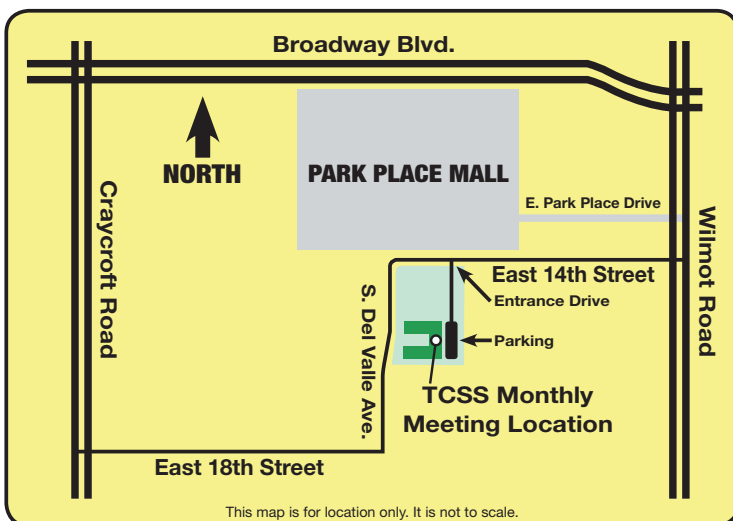 Broadway Blvd.
NORTH
PARK PLACE MALL
E. Park Place Drive
Craycroft Road
Wilmot Road
East 14th Street
S. Del Valle Ave.
Entrance Drive
Parking
TCSS Monthly
Meeting Location
East 18th Street
This map is for location only. It is not to scale.